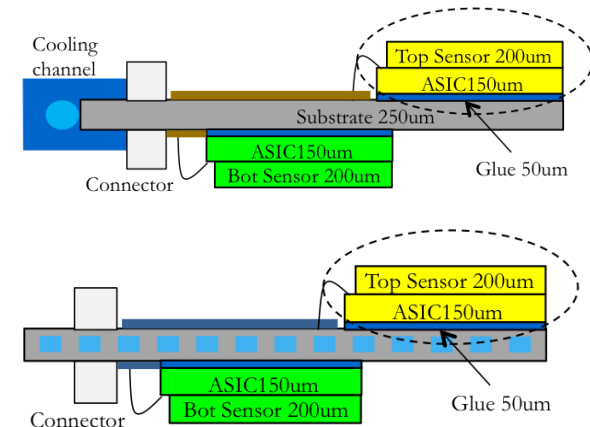 Cooling
channel
Top Sensor 200um
ASIC150um
Substrate 250um
ASIC150um
Glue 50um
Connector
Bot Sensor 200um
Top Sensor 200um
ASIC150um
ASIC150um
Glue 50um
Bot Sensor 200um
Connector